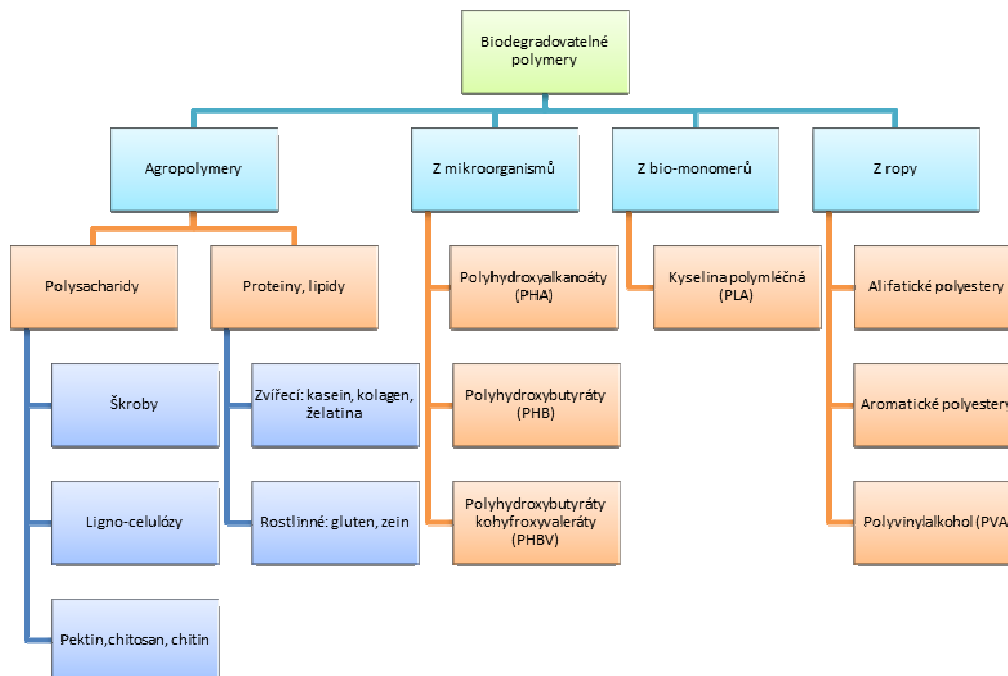 Biodegradovatelné
polymery
Agropolymery
Z mikroorganismů
Z bio-monomerů
Z ropy
Polysacharidy
Proteiny, lipidy
Polyhydroxyalkanoáty
(PHA)
Kyselina polymléčná
(PLA)
Alifatické polyestery
Škroby
Zvířecí: kasein, kolagen,
želatina
Polyhydroxybutyráty
(PHB)
Aromatické polyestery
Ligno-celulózy
Rostlinné: gluten, zein
Polyhydroxybutyráty
kohyfroxyvaleráty
(PHBV)
Polyvinylalkohol (PVA
Pektin,chitosan, chitin